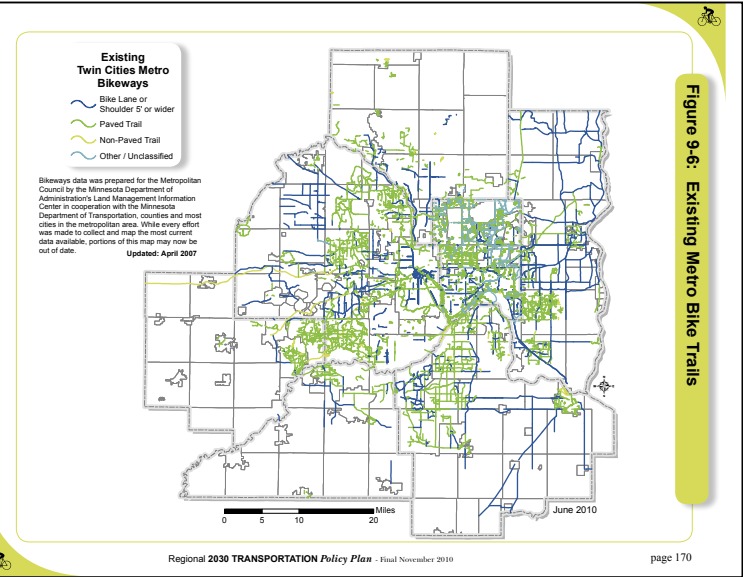 Existing
Twin Cities Metro
Bikeways
Bike Lane or
Shoulder 5' or wider
Paved Trail
Non-Paved Trail
Other / Unclassified
Bikeways data was prepared for the Metropolitan
Council by the Minnesota Department of
Administration's Land Management Information
Center in cooperation with the Minnesota
Department of Transportation, counties and most
cities in the metropolitan area. While every effort
was made to collect and map the most current
data available, portions of this map may now be
out of date.
Updated: April 2007
Figure 9-6: Existing Metro Bike Trails
Miles
0 5 10 20
June 2010
Regional 2030 TRANSPORTATION Policy Plan - Final November 2010
page 170